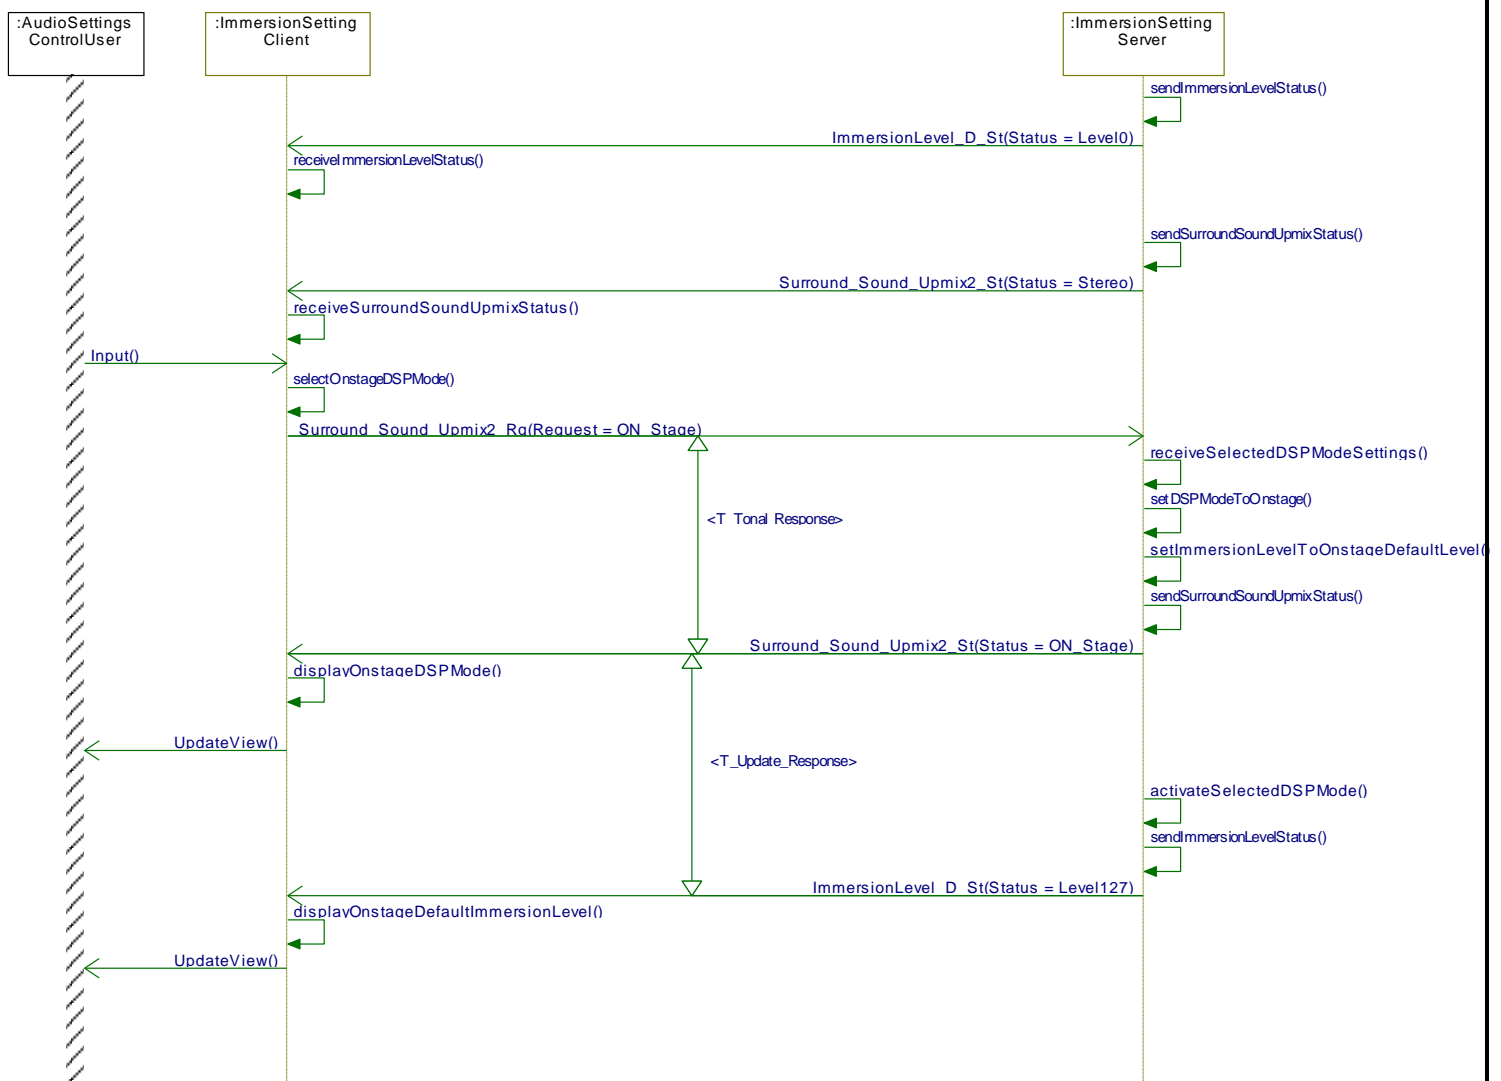 :AudioSettings
ControlUser
:ImmersionSetting
Client
:ImmersionSetting
Server
sendImmersionLevelStatus()
ImmersionLevel_D_St(Status = Level0)
receiveImmersionLevelStatus()
sendSurroundSoundUpmixStatus()
Surround_Sound_Upmix2_St(Status = Stereo)
receiveSurroundSoundUpmixStatus()
Input()
selectOnstageDSPMode()
Surround_Sound_Upmix2_Rq(Request = ON_Stage)
receiveSelectedDSPModeSettings()
setDSPModeToOnstage()
<T_Tonal_Response>
setImmersionLevelToOnstageDefaultLevel()
sendSurroundSoundUpmixStatus()
Surround_Sound_Upmix2_St(Status = ON_Stage)
displayOnstageDSPMode()
UpdateView()
<T_Update_Response>
activateSelectedDSPMode()
sendImmersionLevelStatus()
ImmersionLevel_D_St(Status = Level127)
displayOnstageDefaultImmersionLevel()
UpdateView()